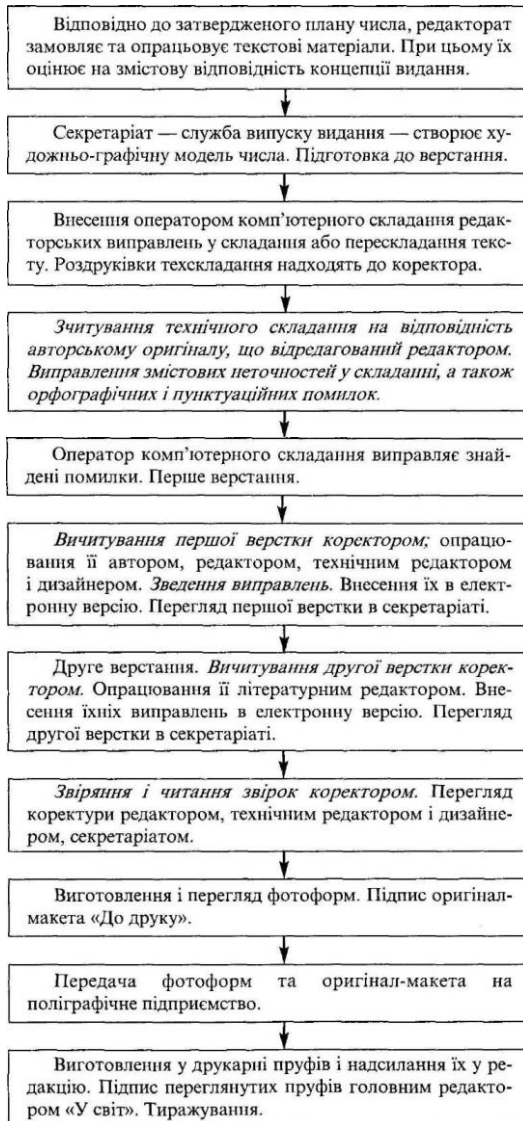 Відповідно до затвердженого плану числа, редакторат
замовляє та опрацьовує текстові матеріали. При цьому їх
оцінює на змістову відповідність концепції видання.
Секретаріат — служба випуску видання — створює ху-
дожньо-графічну модель числа. Підготовка до верстання.
Внесення оператором комп’ютерного складання редак-
торських виправлень у складання або перескладання текс-
ту. Роздруківки техскладання надходять до коректора.
Зчитування технічного складання на відповідність
авторському оригіналу, що відредагований редактором.
Виправлення змістових неточностей у складанні, а також
орфографічних і пунктуаційних помилок.
Оператор комп’ютерного складання виправляє знай-
дені помилки. Перше верстання.
Вичитування першої верстки коректором; опрацю-
вання її автором, редактором, технічним редактором
і дизайнером. Зведення виправлень. Внесення їх в елект-
ронну версію. Перегляд першої верстки в секретаріаті.
Друге верстання. Вичитування другої верстки корек-
тором. Опрацювання її літературним редактором. Вне-
сення їхніх виправлень в електронну версію. Перегляд
другої верстки в секретаріаті.
Звіряння і читання звірок коректором. Перегляд
коректури редактором, технічним редактором і дизайне-
ром, секретаріатом.
Виготовлення і перегляд фотоформ. Підпис оригінал-
макета «До друку».
Передача фотоформ та оригінал-макета на
поліграфічне підприємство.
Виготовлення у друкарні пруфів і надсилання їх у ре-
дакцію. Підпис переглянутих пруфів головним редакто-
ром «У світ». Тиражування.